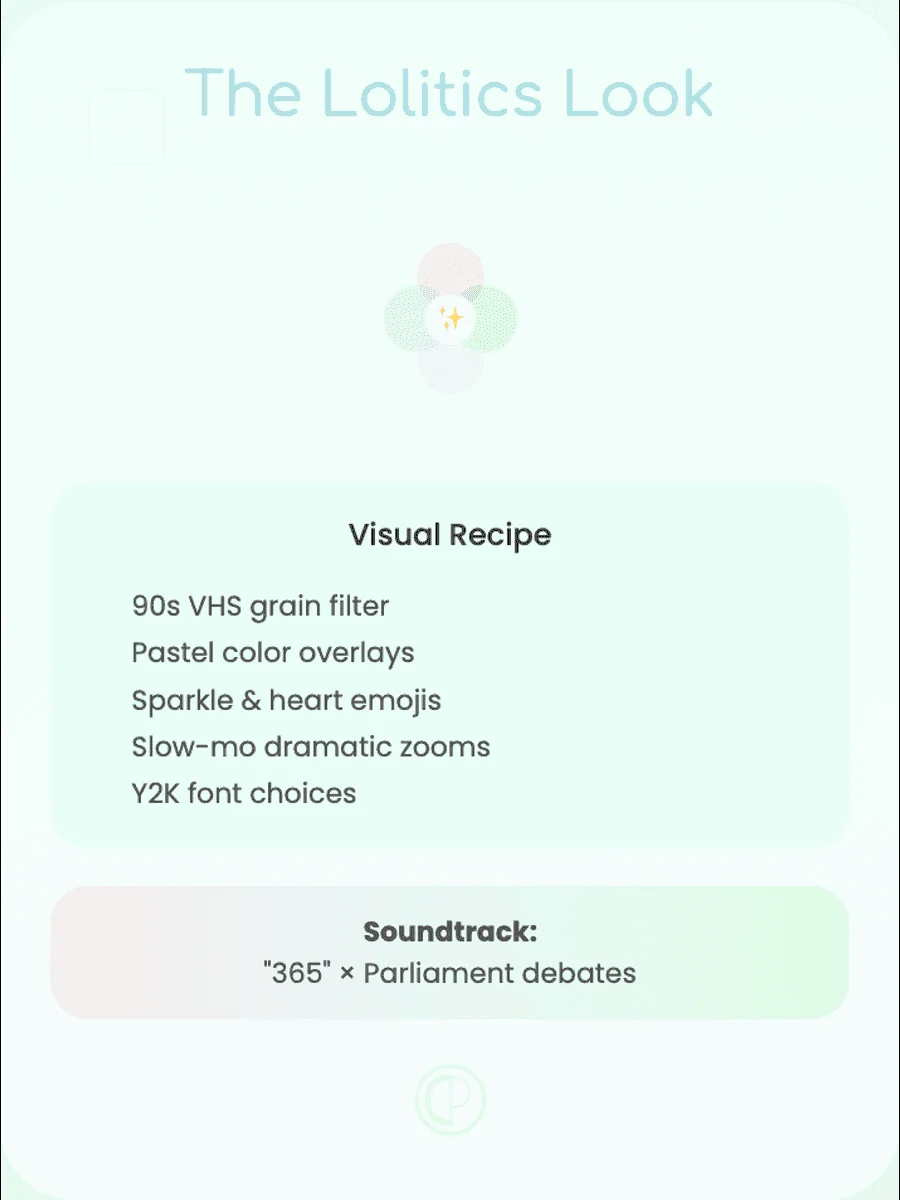 The Lolitics Look
Visual Recipe
90s VHS grain filter
Pastel color overlays
Sparkle & heart emojis
Slow-mo dramatic zooms
Y2K font choices
Soundtrack:
"365" × Parliament debates
CP